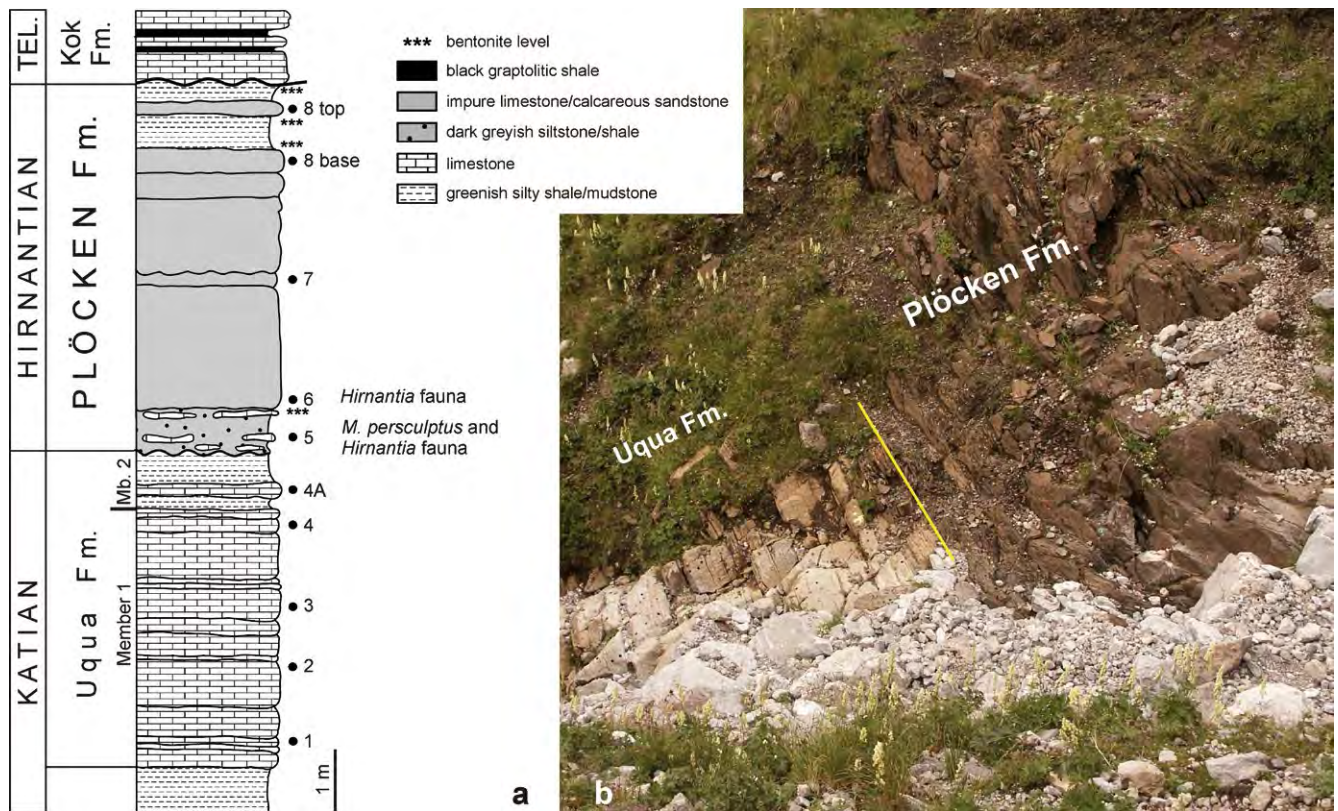 TEL.
Kok
Fm.
HIRNANTIAN
PLÖCKEN Fm.
KATIAN
Uqua Fm.
Mb. 2
Member 1
***
8 top
***
***
8 base
7
6
Hirnantia fauna
***
5
M. persculptus and
Hirnantia fauna
4A
4
3
2
1
1 m
a
*** bentonite level
black graptolitic shale
impure limestone/calcareous sandstone
dark greyish siltstone/shale
limestone
greenish silty shale/mudstone
Plöcken Fm.
Uqua Fm.
b